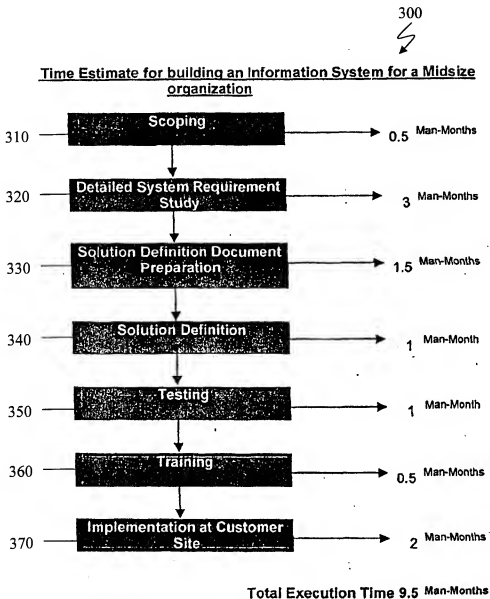 300
Time Estimate for building an Information System for a Midsize
organization
310 Scoping 0.5 Man-Months
320 Detailed System Requirement
Study 3 Man-Months
330 Solution Definition Document
Preparation 1.5 Man-Months
340 Solution Definition 1 Man-Month
350 Testing 1 Man-Month
360 Training 0.5 Man-Months
370 Implementation at Customer
Site 2 Man-Months
Total Execution Time 9.5 Man-Months